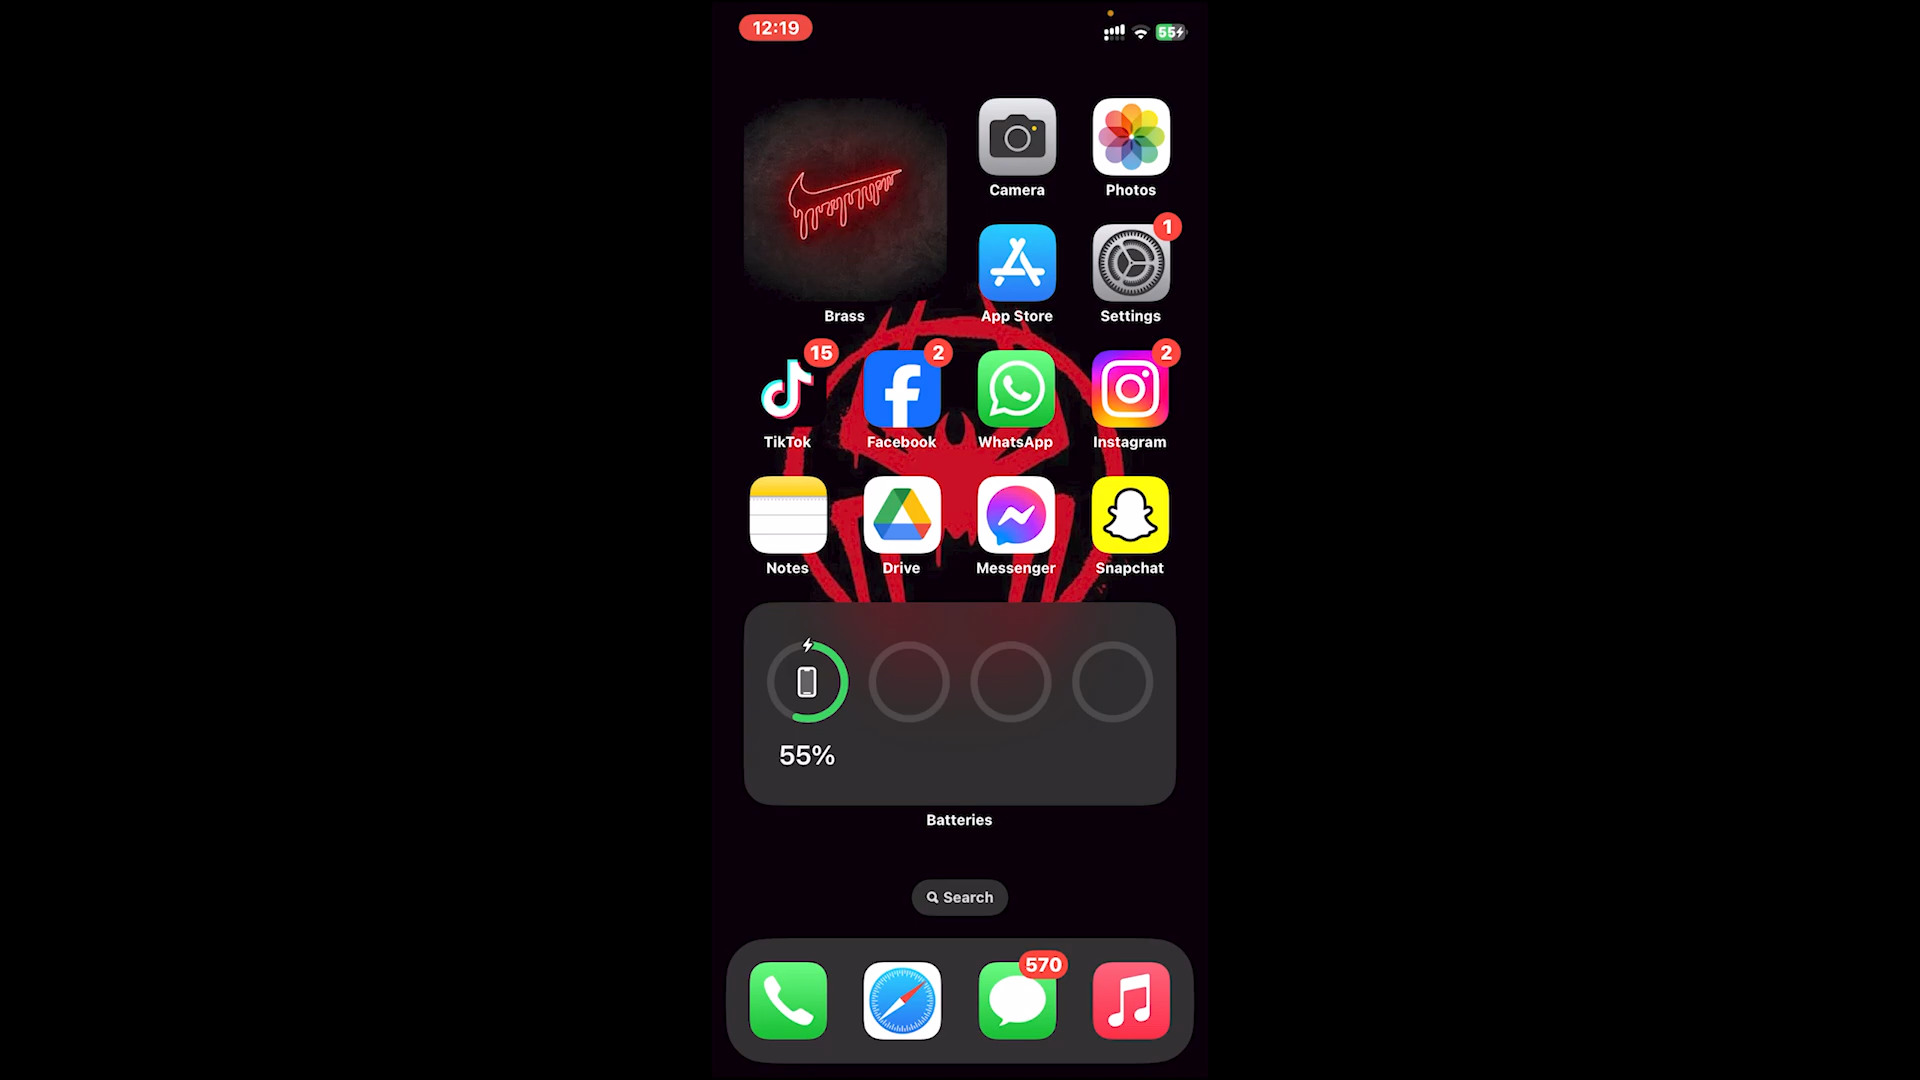 12:19
55
Camera
Photos
1
Brass
App Store
Settings
15
2
2
TikTok
Facebook
WhatsApp
Instagram
Notes
Drive
Messenger
Snapchat
55%
Batteries
Search
570